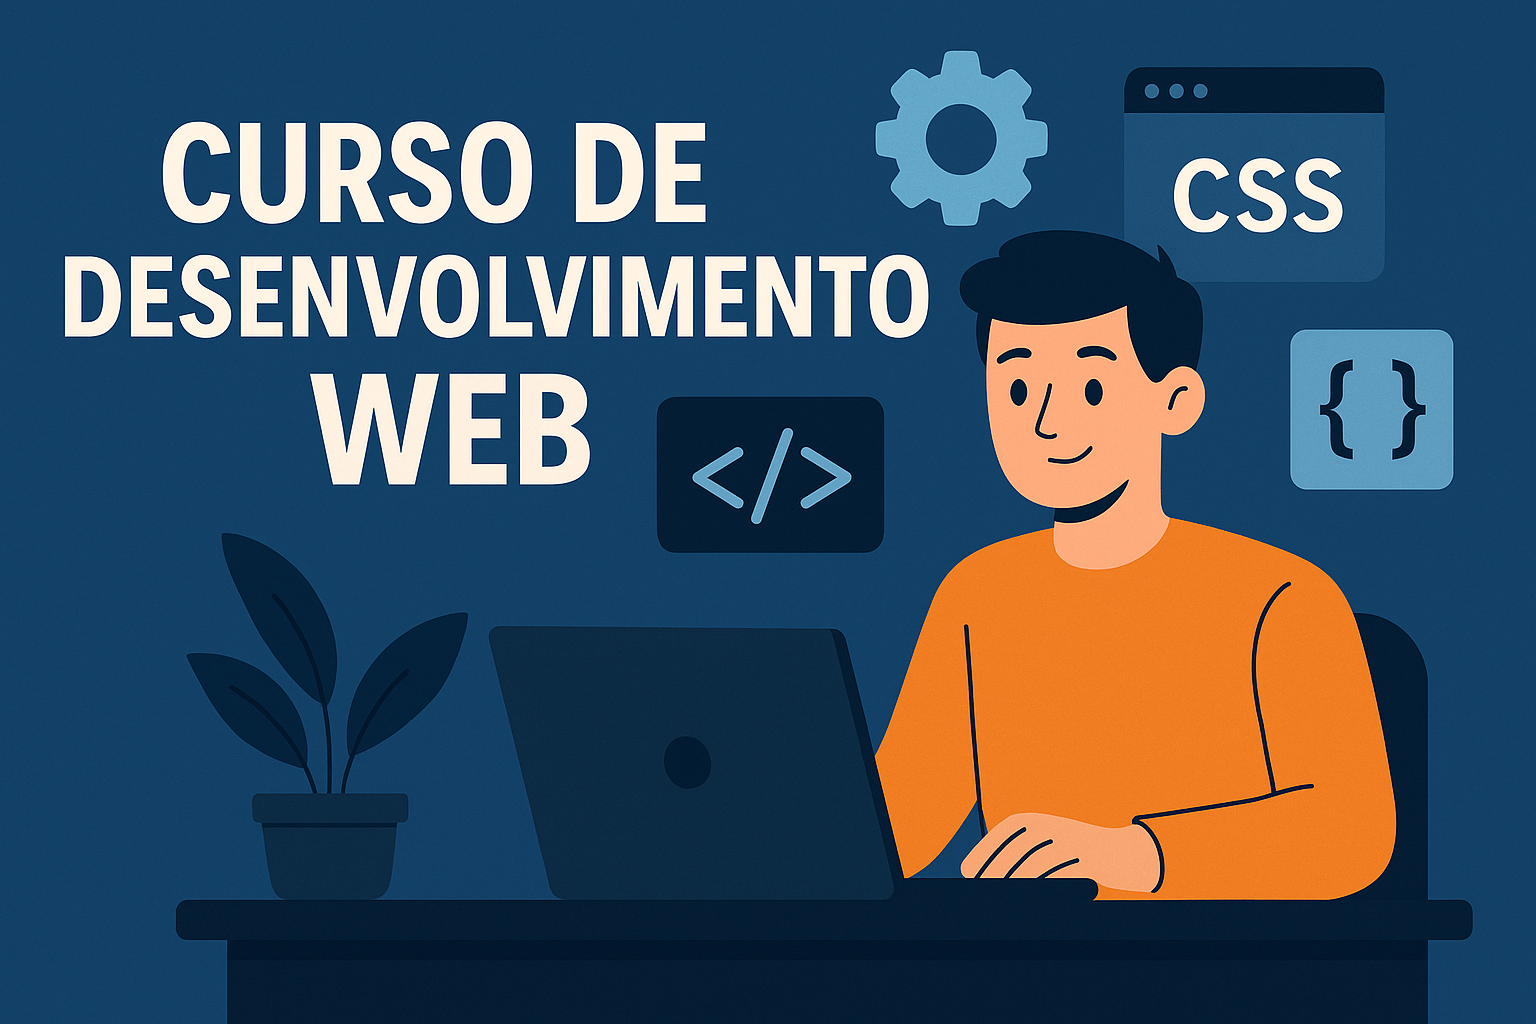 CURSO DE
DESENVOLVIMENTO
WEB
</>
CSS
{ }